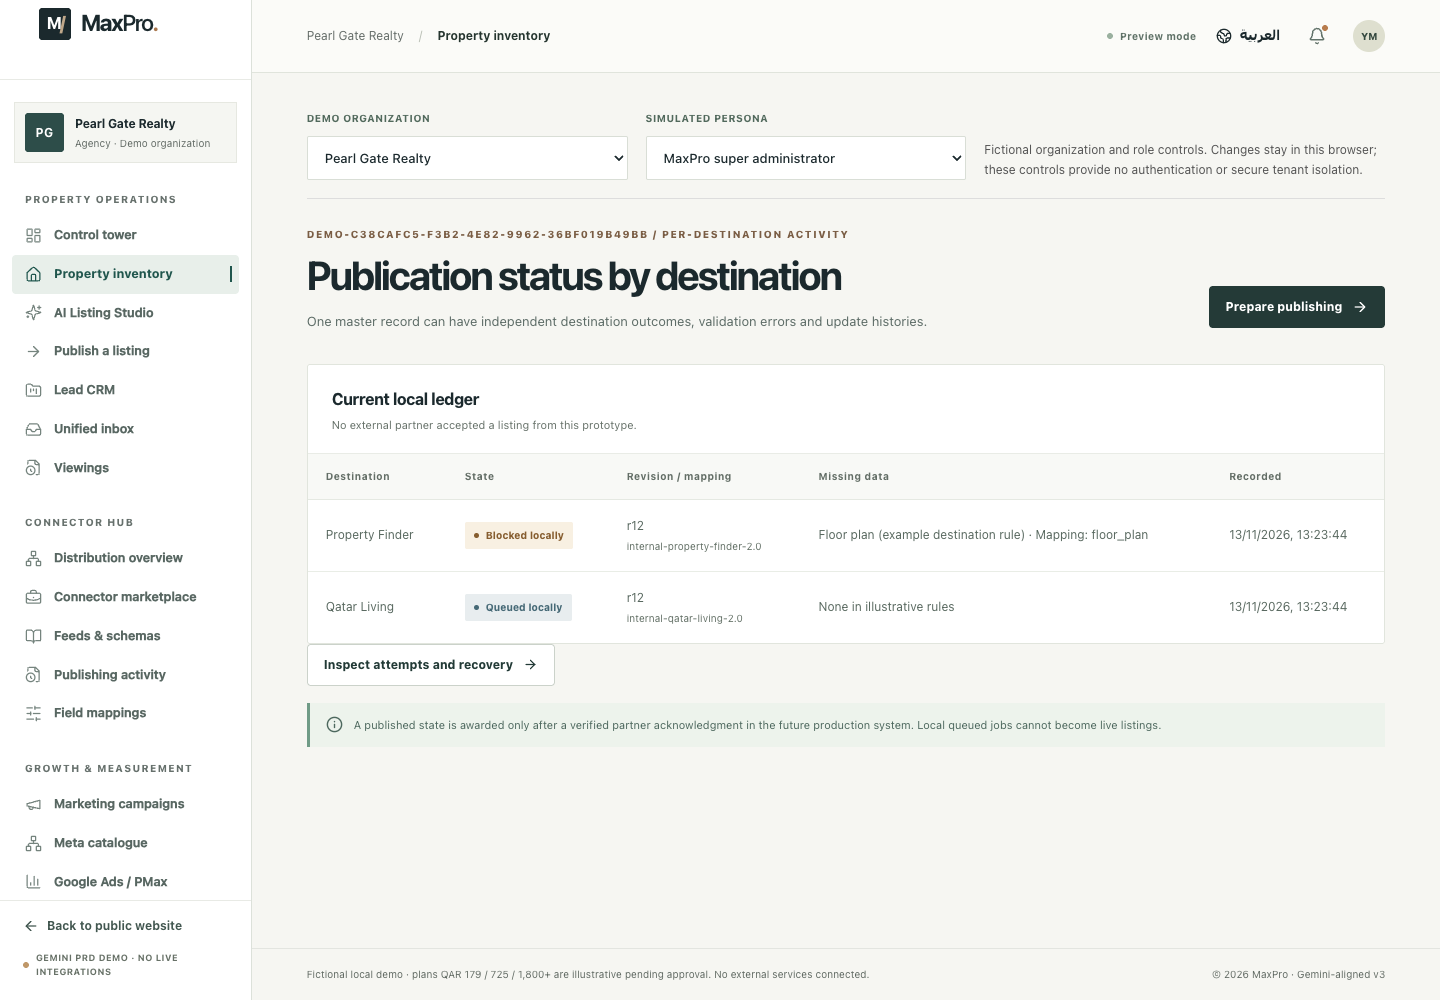 M/ MaxPro.
Pearl Gate Realty / Property inventory
Preview mode
العربية
YM
PG
Pearl Gate Realty
Agency · Demo organization
PROPERTY OPERATIONS
Control tower
Property inventory
AI Listing Studio
Publish a listing
Lead CRM
Unified inbox
Viewings
CONNECTOR HUB
Distribution overview
Connector marketplace
Feeds & schemas
Publishing activity
Field mappings
GROWTH & MEASUREMENT
Marketing campaigns
Meta catalogue
Google Ads / PMax
Back to public website
GEMINI PRD DEMO · NO LIVE
INTEGRATIONS
DEMO ORGANIZATION
Pearl Gate Realty
SIMULATED PERSONA
MaxPro super administrator
Fictional organization and role controls. Changes stay in this browser;
these controls provide no authentication or secure tenant isolation.
DEMO-C38CAFC5-F3B2-4E82-9962-36BF019B49BB / PER-DESTINATION ACTIVITY
Publication status by destination
One master record can have independent destination outcomes, validation errors and update histories.
Prepare publishing
Current local ledger
No external partner accepted a listing from this prototype.
Destination State Revision / mapping Missing data Recorded
Property Finder Blocked locally r12 Floor plan (example destination rule) · Mapping: floor_plan 13/11/2026, 13:23:44
internal-property-finder-2.0
Qatar Living Queued locally r12 None in illustrative rules 13/11/2026, 13:23:44
internal-qatar-living-2.0
Inspect attempts and recovery
A published state is awarded only after a verified partner acknowledgment in the future production system. Local queued jobs cannot become live listings.
Fictional local demo · plans QAR 179 / 725 / 1,800+ are illustrative pending approval. No external services connected.
© 2026 MaxPro · Gemini-aligned v3